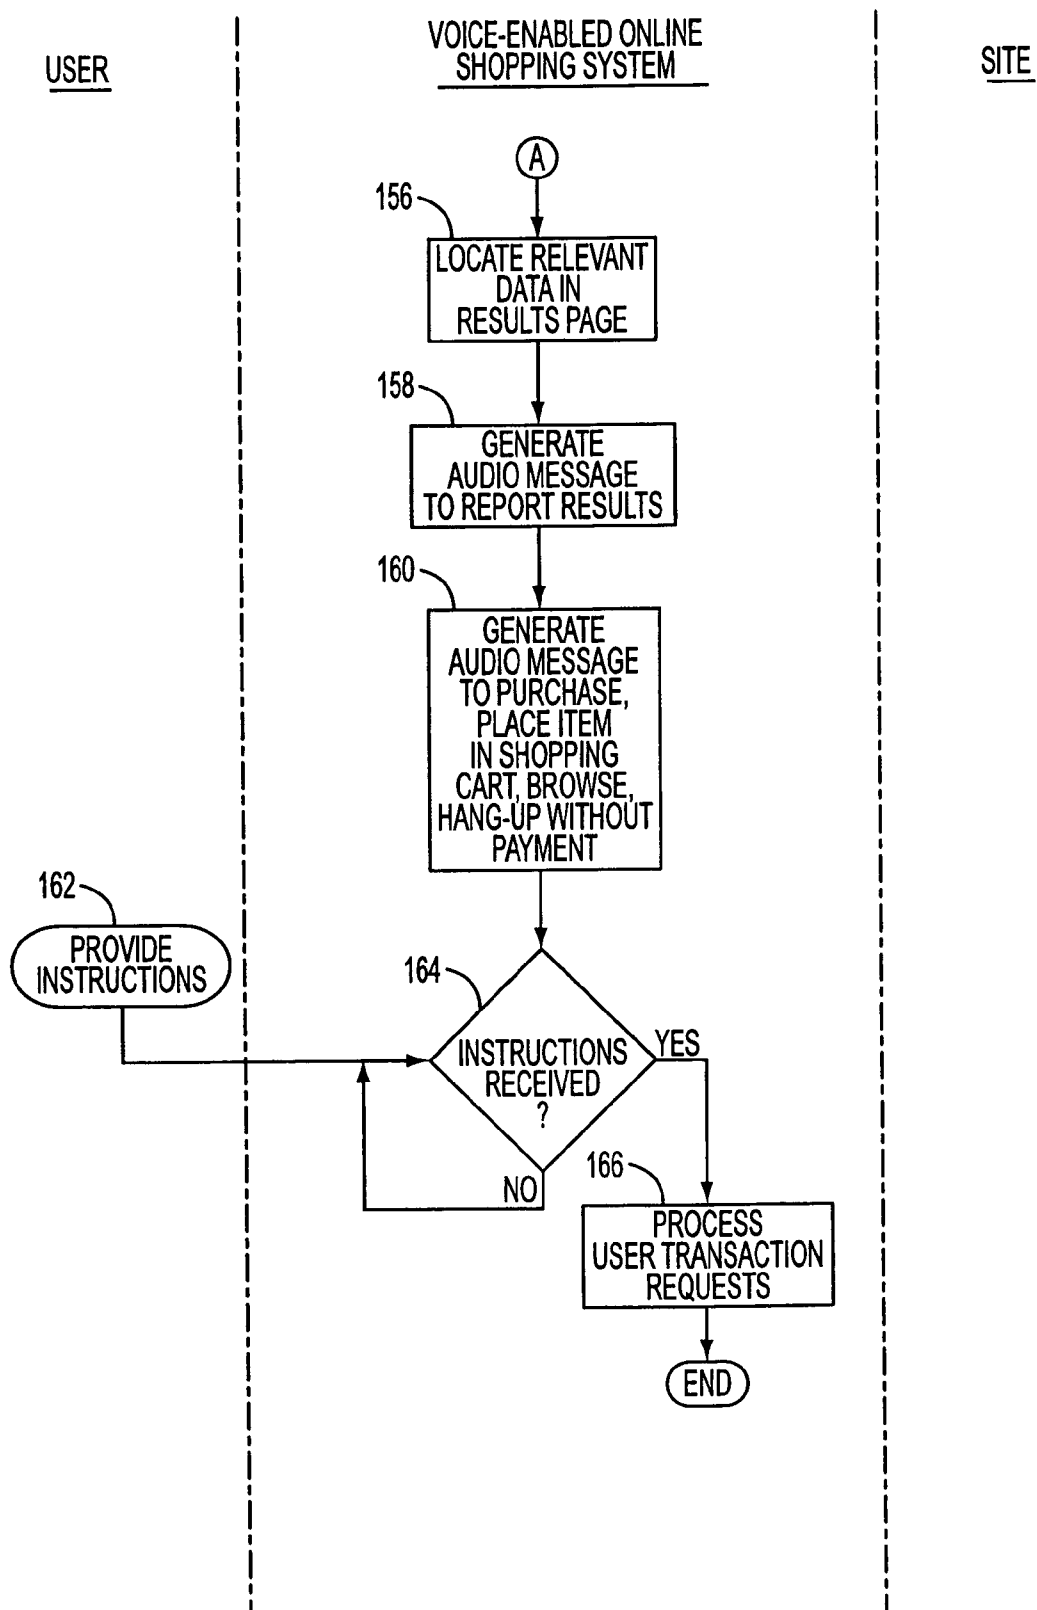 USER
VOICE-ENABLED ONLINE
SHOPPING SYSTEM
SITE
A
156
LOCATE RELEVANT
DATA IN
RESULTS PAGE
158
GENERATE
AUDIO MESSAGE
TO REPORT RESULTS
160
GENERATE
AUDIO MESSAGE
TO PURCHASE,
PLACE ITEM
IN SHOPPING
CART, BROWSE,
HANG-UP WITHOUT
PAYMENT
162
PROVIDE
INSTRUCTIONS
164
INSTRUCTIONS
RECEIVED
?
YES
NO
166
PROCESS
USER TRANSACTION
REQUESTS
END